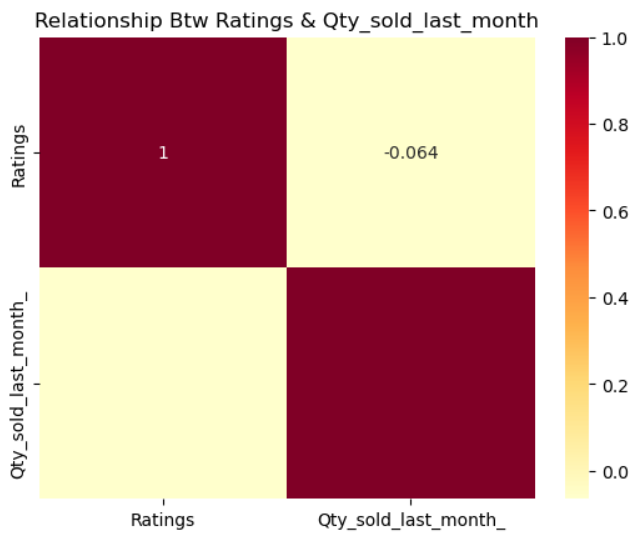 Relationship Btw Ratings & Qty_sold_last_month
1.0
Ratings
1
-0.064
0.8
0.6
0.4
Qty_sold_last_month_
0.2
0.0
Ratings
Qty_sold_last_month_